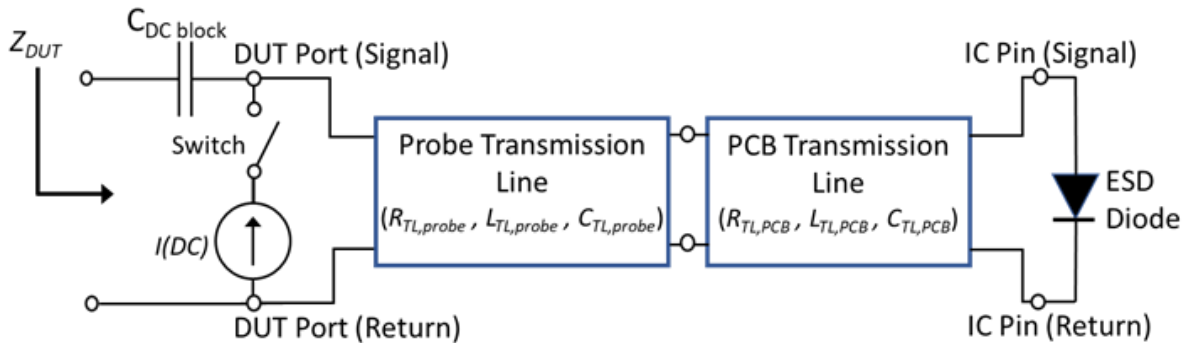 C_DC block
Z_DUT
DUT Port (Signal)
IC Pin (Signal)
Switch
Probe Transmission
Line
(R_TL,probe , L_TL,probe , C_TL,probe)
PCB Transmission
Line
(R_TL,PCB , L_TL,PCB , C_TL,PCB)
ESD
Diode
I(DC)
DUT Port (Return)
IC Pin (Return)